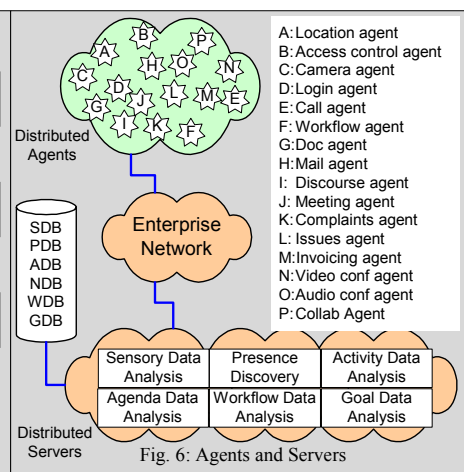 A
B
P
C
H
O
N
G
D
J
L
M
E
I
K
F
Distributed
Agents
A:Location agent
B:Access control agent
C:Camera agent
D:Login agent
E:Call agent
F:Workflow agent
G:Doc agent
H:Mail agent
I: Discourse agent
J: Meeting agent
K:Complaints agent
L: Issues agent
M:Invoicing agent
N:Video conf agent
O:Audio conf agent
P:Collab Agent
Enterprise
Network
SDB
PDB
ADB
NDB
WDB
GDB
Sensory Data
Analysis
Presence
Discovery
Activity Data
Analysis
Agenda Data
Analysis
Workflow Data
Analysis
Goal Data
Analysis
Distributed
Servers
Fig. 6: Agents and Servers